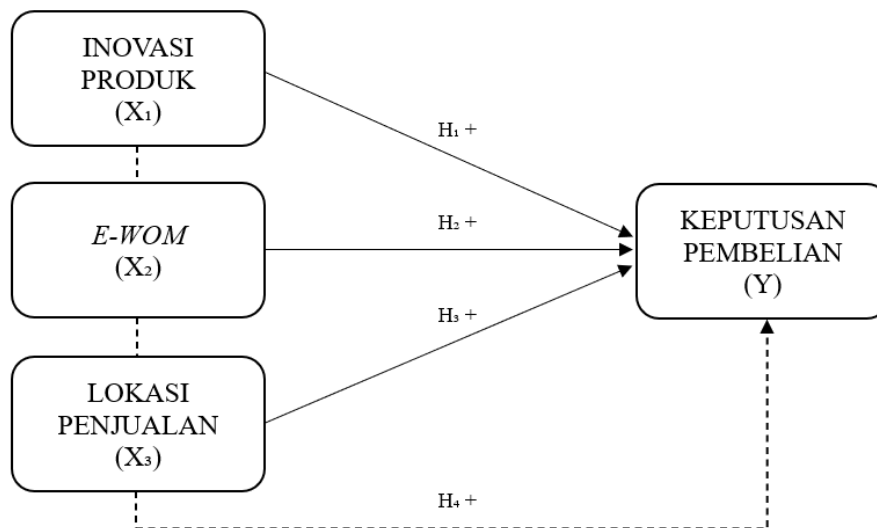 INOVASI
PRODUK
(X₁)
H₁ +
E-WOM
(X₂)
H₂ +
KEPUTUSAN
PEMBELIAN
(Y)
H₃ +
LOKASI
PENJUALAN
(X₃)
H₄ +